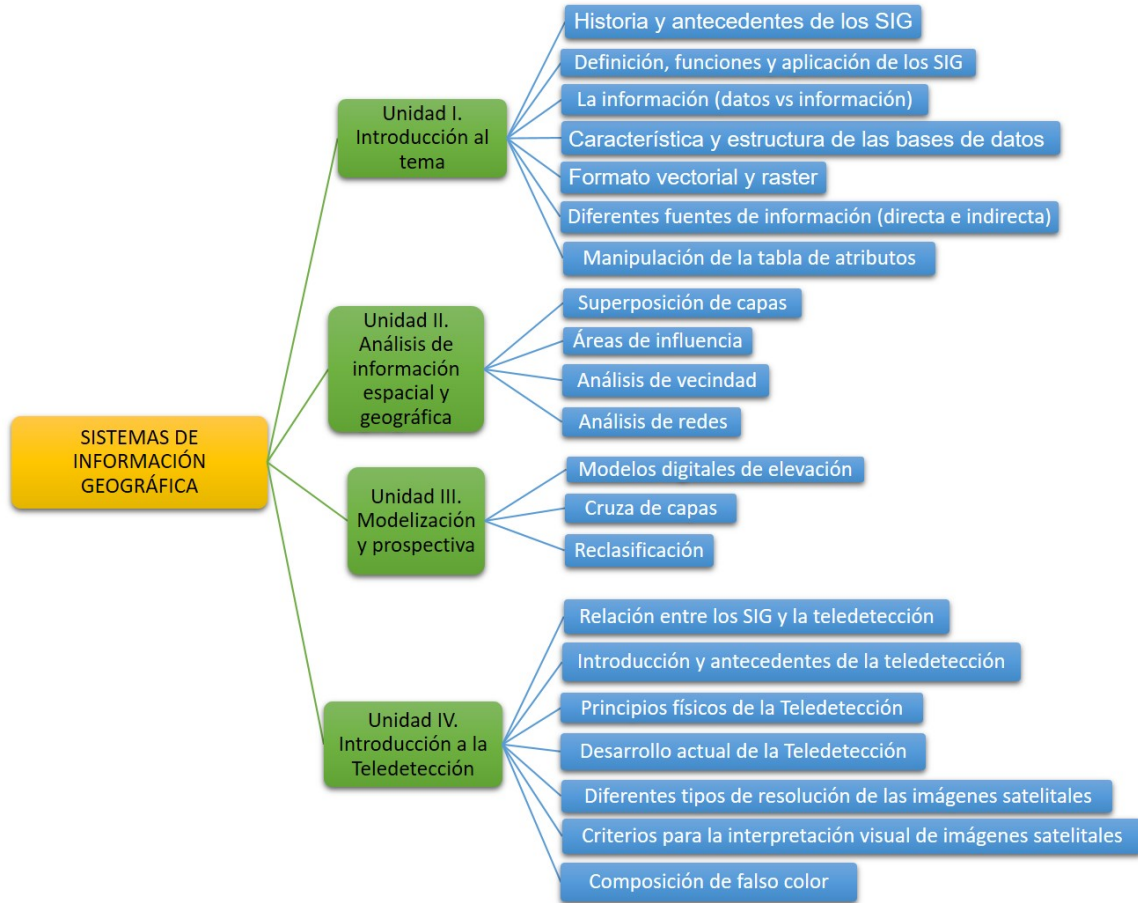 SISTEMAS DE
INFORMACIÓN
GEOGRÁFICA
Unidad I.
Introducción al
tema
Historia y antecedentes de los SIG
Definición, funciones y aplicación de los SIG
La información (datos vs información)
Característica y estructura de las bases de datos
Formato vectorial y raster
Diferentes fuentes de información (directa e indirecta)
Manipulación de la tabla de atributos
Unidad II.
Análisis de
información
espacial y
geográfica
Superposición de capas
Áreas de influencia
Análisis de vecindad
Análisis de redes
Unidad III.
Modelización
y prospectiva
Modelos digitales de elevación
Cruza de capas
Reclasificación
Unidad IV.
Introducción a la
Teledetección
Relación entre los SIG y la teledetección
Introducción y antecedentes de la teledetección
Principios físicos de la Teledetección
Desarrollo actual de la Teledetección
Diferentes tipos de resolución de las imágenes satelitales
Criterios para la interpretación visual de imágenes satelitales
Composición de falso color